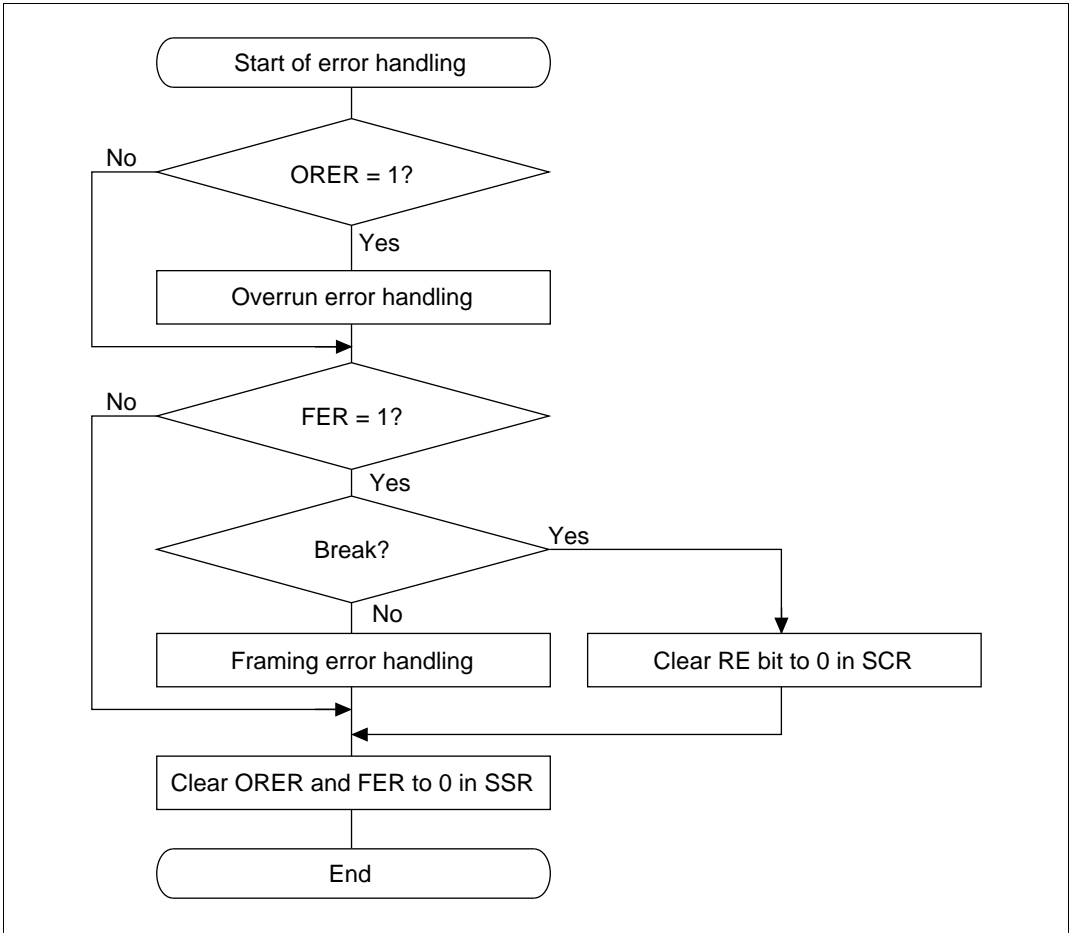 Start of error handling
No
ORER = 1?
Yes
Overrun error handling
No
FER = 1?
Yes
Break?
Yes
No
Framing error handling
Clear RE bit to 0 in SCR
Clear ORER and FER to 0 in SSR
End